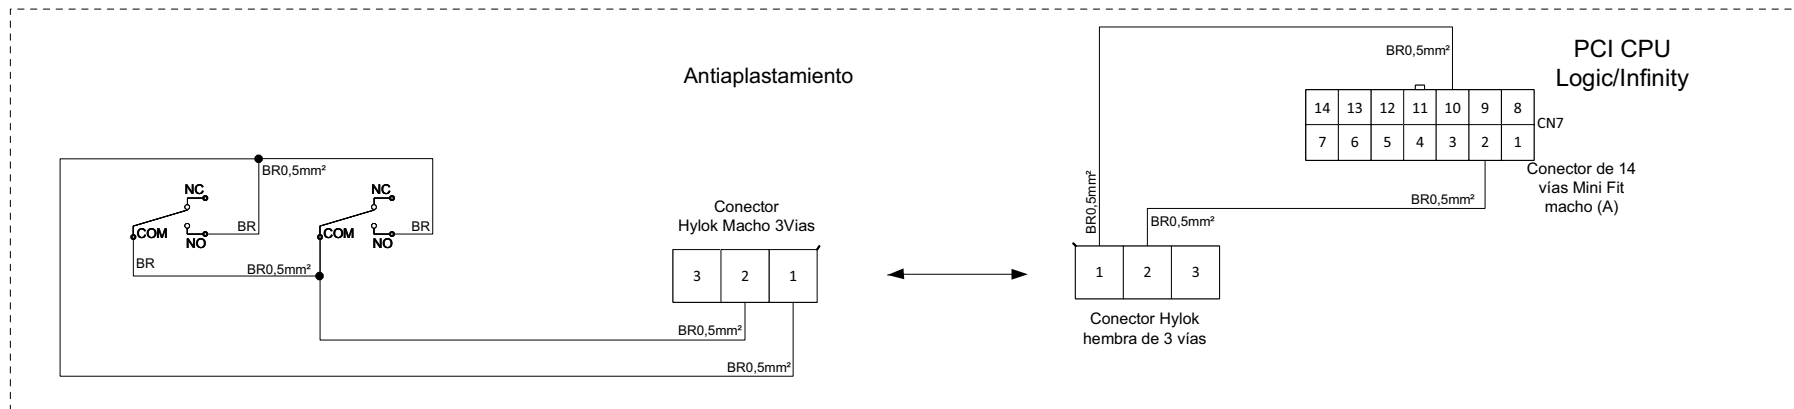 Antiaplastamiento
PCI CPU
Logic/Infinity
BR0,5mm²
14 13 12 11 10 9 8
CN7
7 6 5 4 3 2 1
Conector de 14
vías Mini Fit
macho (A)
BR0,5mm²
BR0,5mm²
BR0,5mm²
BR0,5mm²
NC
NC
BR
BR
COM
NO
COM
NO
BR
BR0,5mm²
Conector
Hylok Macho 3Vias
3 2 1
BR0,5mm²
BR0,5mm²
1 2 3
Conector Hylok
hembra de 3 vías